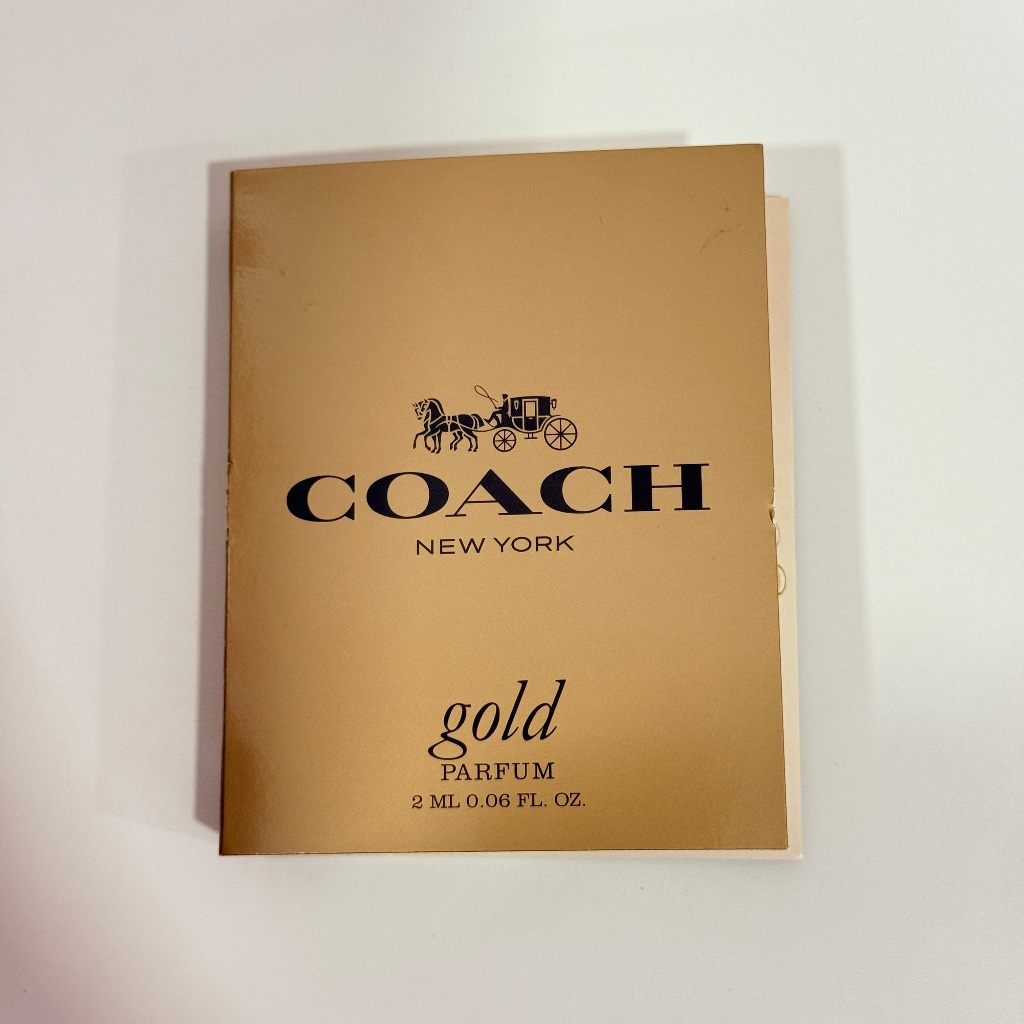 COACH
NEW YORK
gold
PARFUM
2 ML 0.06 FL. OZ.